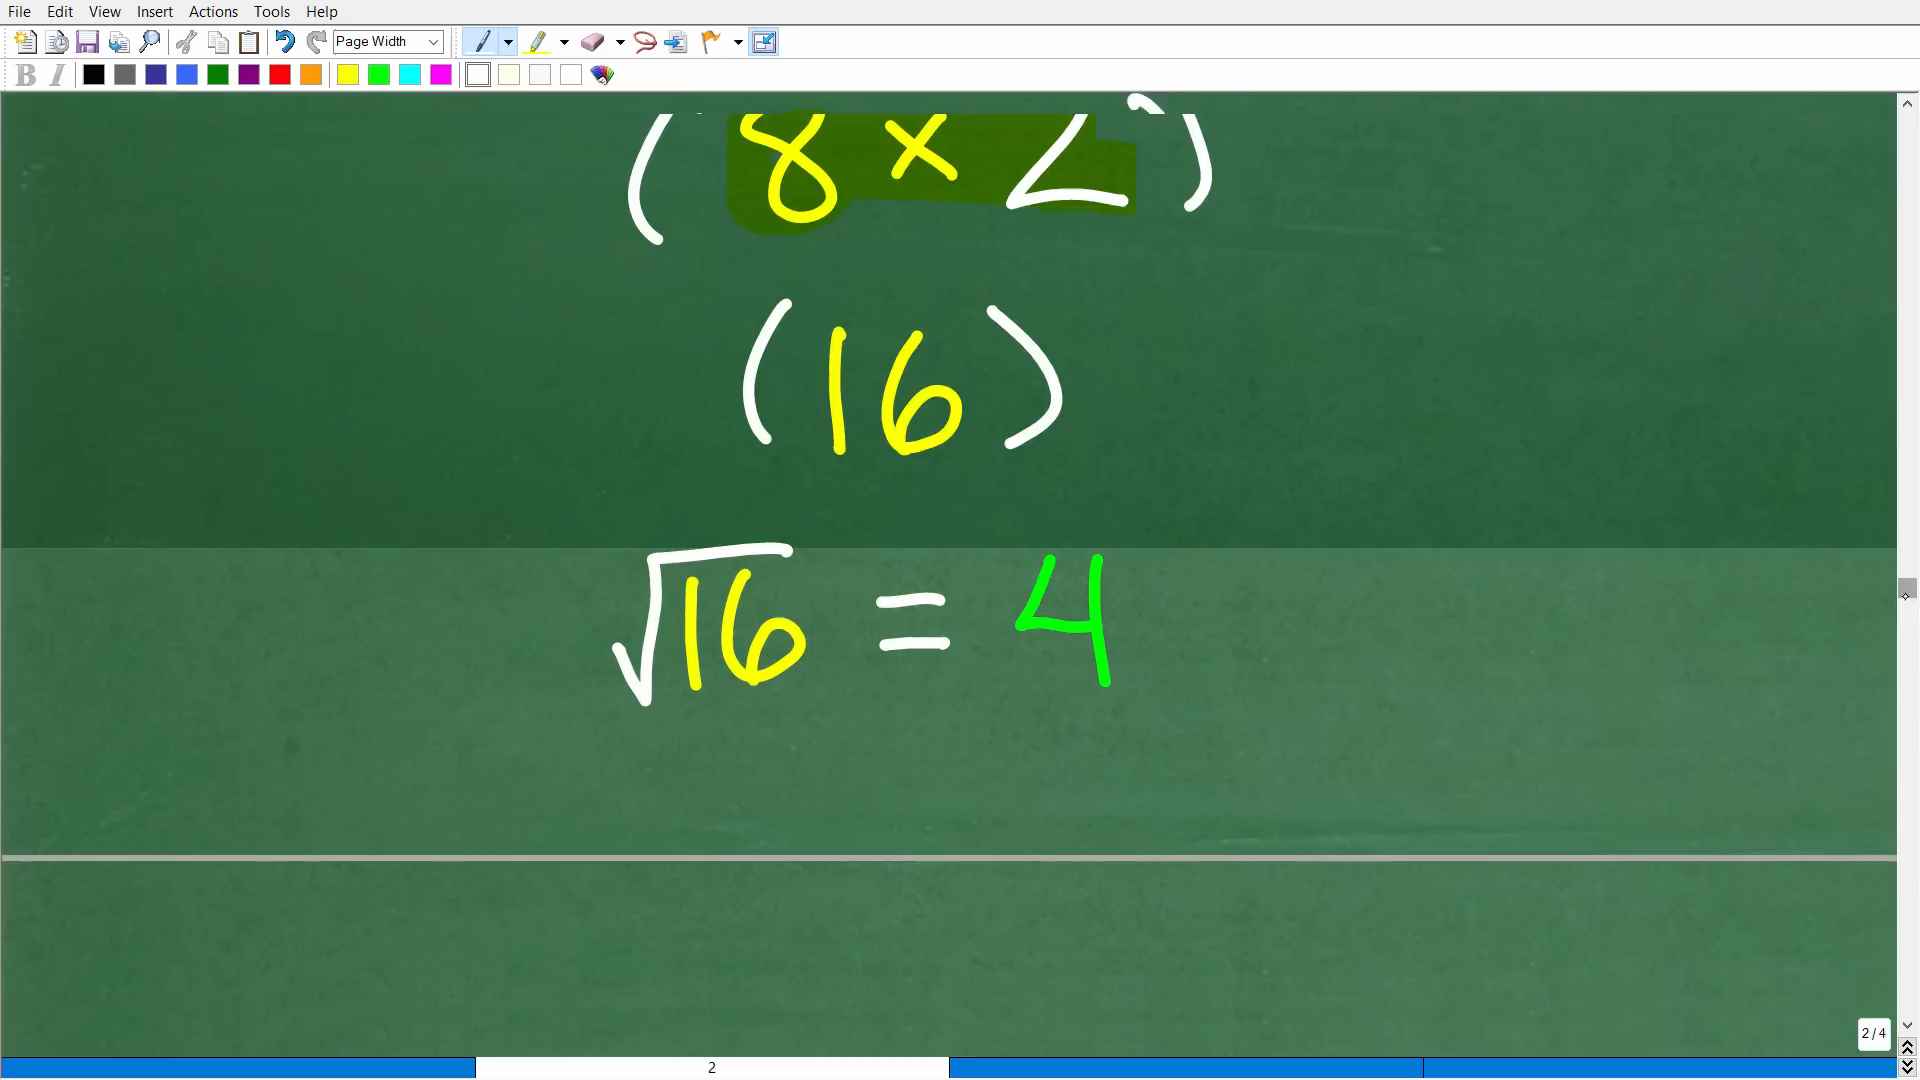 File Edit View Insert Actions Tools Help
Page Width
B I
(8 × 2)
(16)
√16 = 4
2 / 4
2